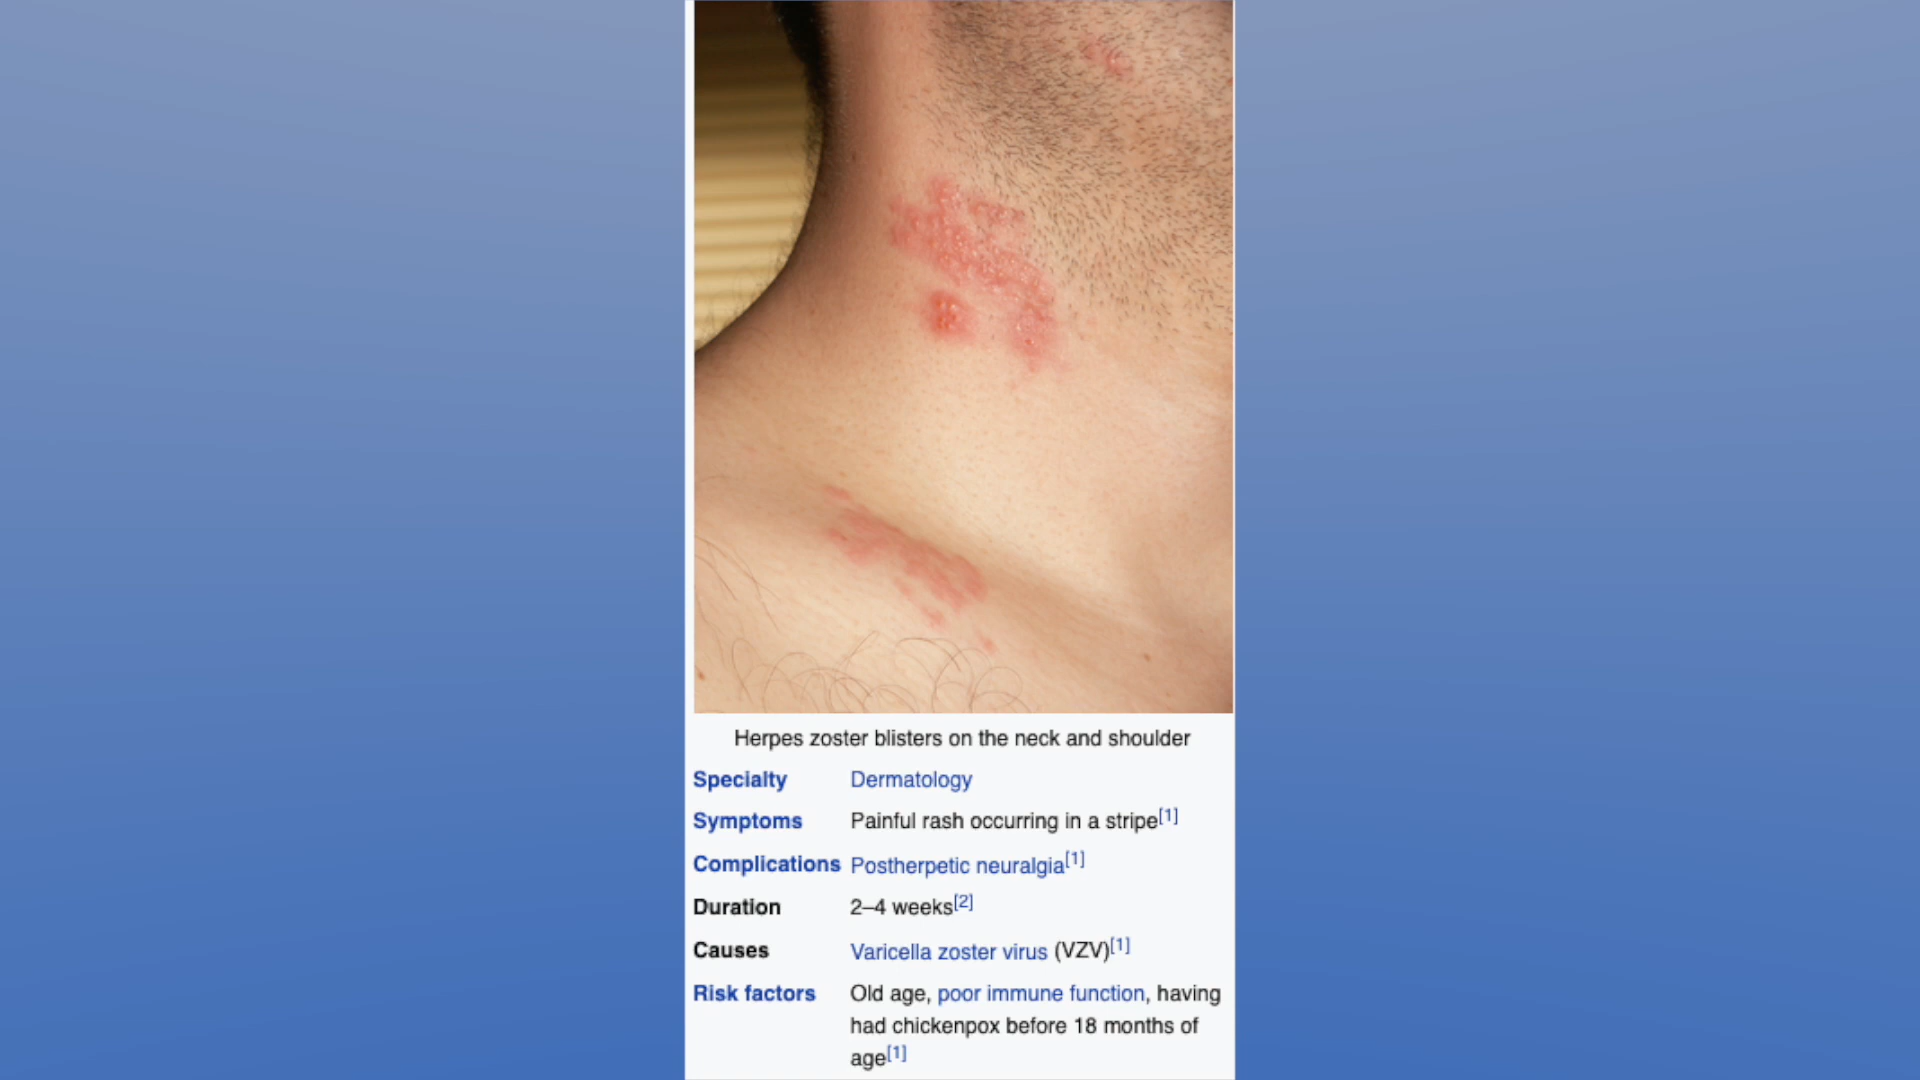 Herpes zoster blisters on the neck and shoulder
Specialty Dermatology
Symptoms Painful rash occurring in a stripe[1]
Complications Postherpetic neuralgia[1]
Duration 2–4 weeks[2]
Causes Varicella zoster virus (VZV)[1]
Risk factors Old age, poor immune function, having
had chickenpox before 18 months of
age[1]